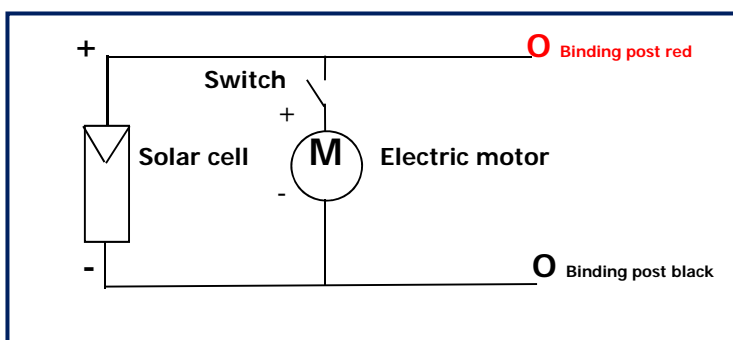 +
O Binding post red
Switch
+
Solar cell
M
Electric motor
-
-
O Binding post black